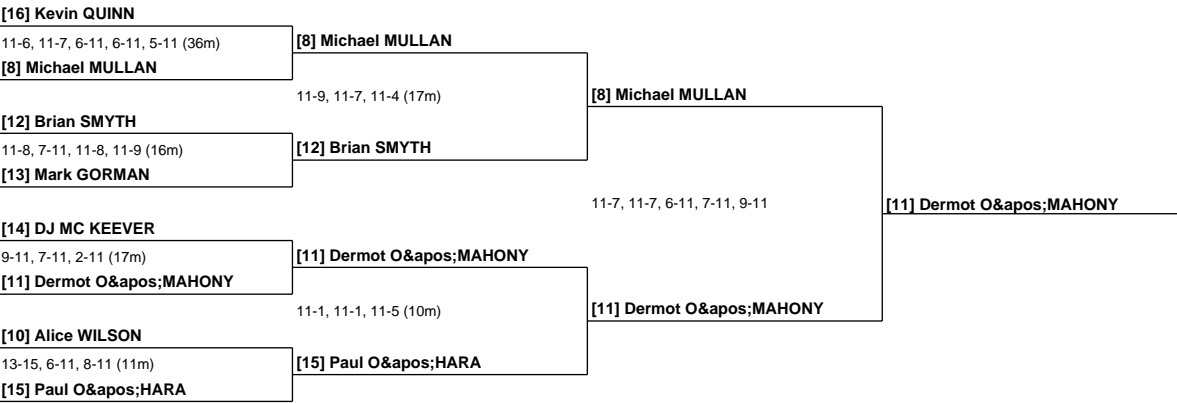 [16] Kevin QUINN
11-6, 11-7, 6-11, 6-11, 5-11 (36m)
[8] Michael MULLAN
[8] Michael MULLAN
11-9, 11-7, 11-4 (17m)
[8] Michael MULLAN
[12] Brian SMYTH
11-8, 7-11, 11-8, 11-9 (16m)
[12] Brian SMYTH
[13] Mark GORMAN
11-7, 11-7, 6-11, 7-11, 9-11
[11] Dermot O&apos;MAHONY
[14] DJ MC KEEVER
9-11, 7-11, 2-11 (17m)
[11] Dermot O&apos;MAHONY
[11] Dermot O&apos;MAHONY
11-1, 11-1, 11-5 (10m)
[11] Dermot O&apos;MAHONY
[10] Alice WILSON
13-15, 6-11, 8-11 (11m)
[15] Paul O&apos;HARA
[15] Paul O&apos;HARA